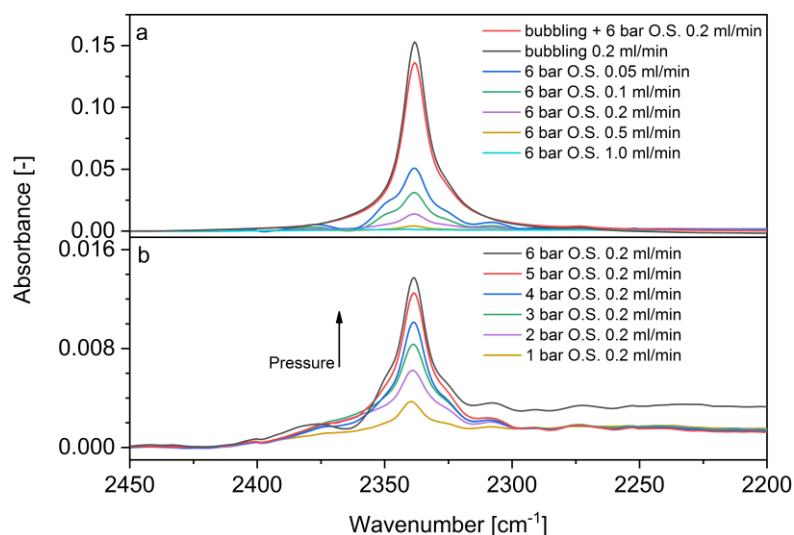 a
bubbling + 6 bar O.S. 0.2 ml/min
bubbling 0.2 ml/min
6 bar O.S. 0.05 ml/min
6 bar O.S. 0.1 ml/min
6 bar O.S. 0.2 ml/min
6 bar O.S. 0.5 ml/min
6 bar O.S. 1.0 ml/min
0.15
0.10
0.05
0.00
Absorbance [-]
b
6 bar O.S. 0.2 ml/min
5 bar O.S. 0.2 ml/min
4 bar O.S. 0.2 ml/min
3 bar O.S. 0.2 ml/min
2 bar O.S. 0.2 ml/min
1 bar O.S. 0.2 ml/min
Pressure
0.016
0.008
0.000
2450 2400 2350 2300 2250 2200
Wavenumber [cm⁻¹]